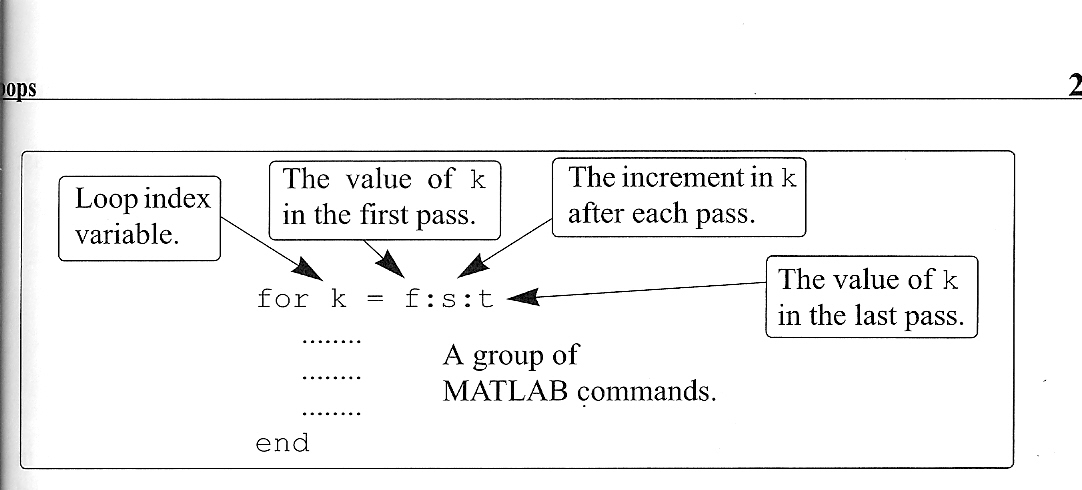 oops
2
Loop index
variable.
The value of k
in the first pass.
The increment in k
after each pass.
for k = f:s:t
The value of k
in the last pass.
........
........
........
A group of
MATLAB commands.
end